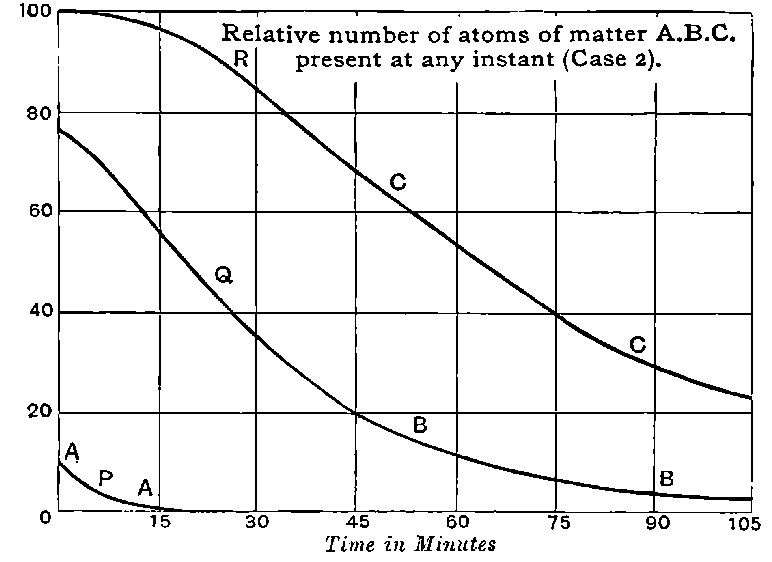 100
Relative number of atoms of matter A.B.C.
R present at any instant (Case 2).
80
C
60
Q
40
C
20
B
A
P
A
B
0 15 30 45 60 75 90 105
Time in Minutes